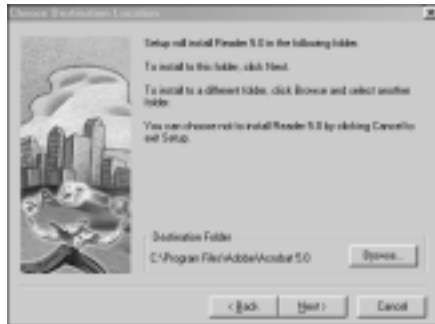 Choose Destination Location
Setup will install Reader 5.0 in the following folder.
To install to this folder, click Next.
To install to a different folder, click Browse and select another
folder.
You can choose not to install Reader 5.0 by clicking Cancel to
exit Setup.
Destination Folder
C:\Program Files\Adobe\Acrobat 5.0
Browse...
< Back
Next >
Cancel